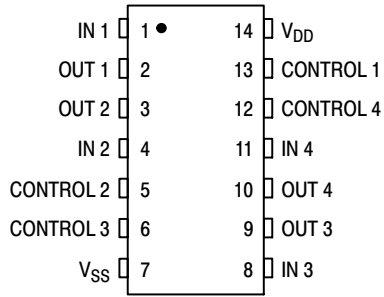 IN 1 1 14 V_DD
OUT 1 2 13 CONTROL 1
OUT 2 3 12 CONTROL 4
IN 2 4 11 IN 4
CONTROL 2 5 10 OUT 4
CONTROL 3 6 9 OUT 3
V_SS 7 8 IN 3